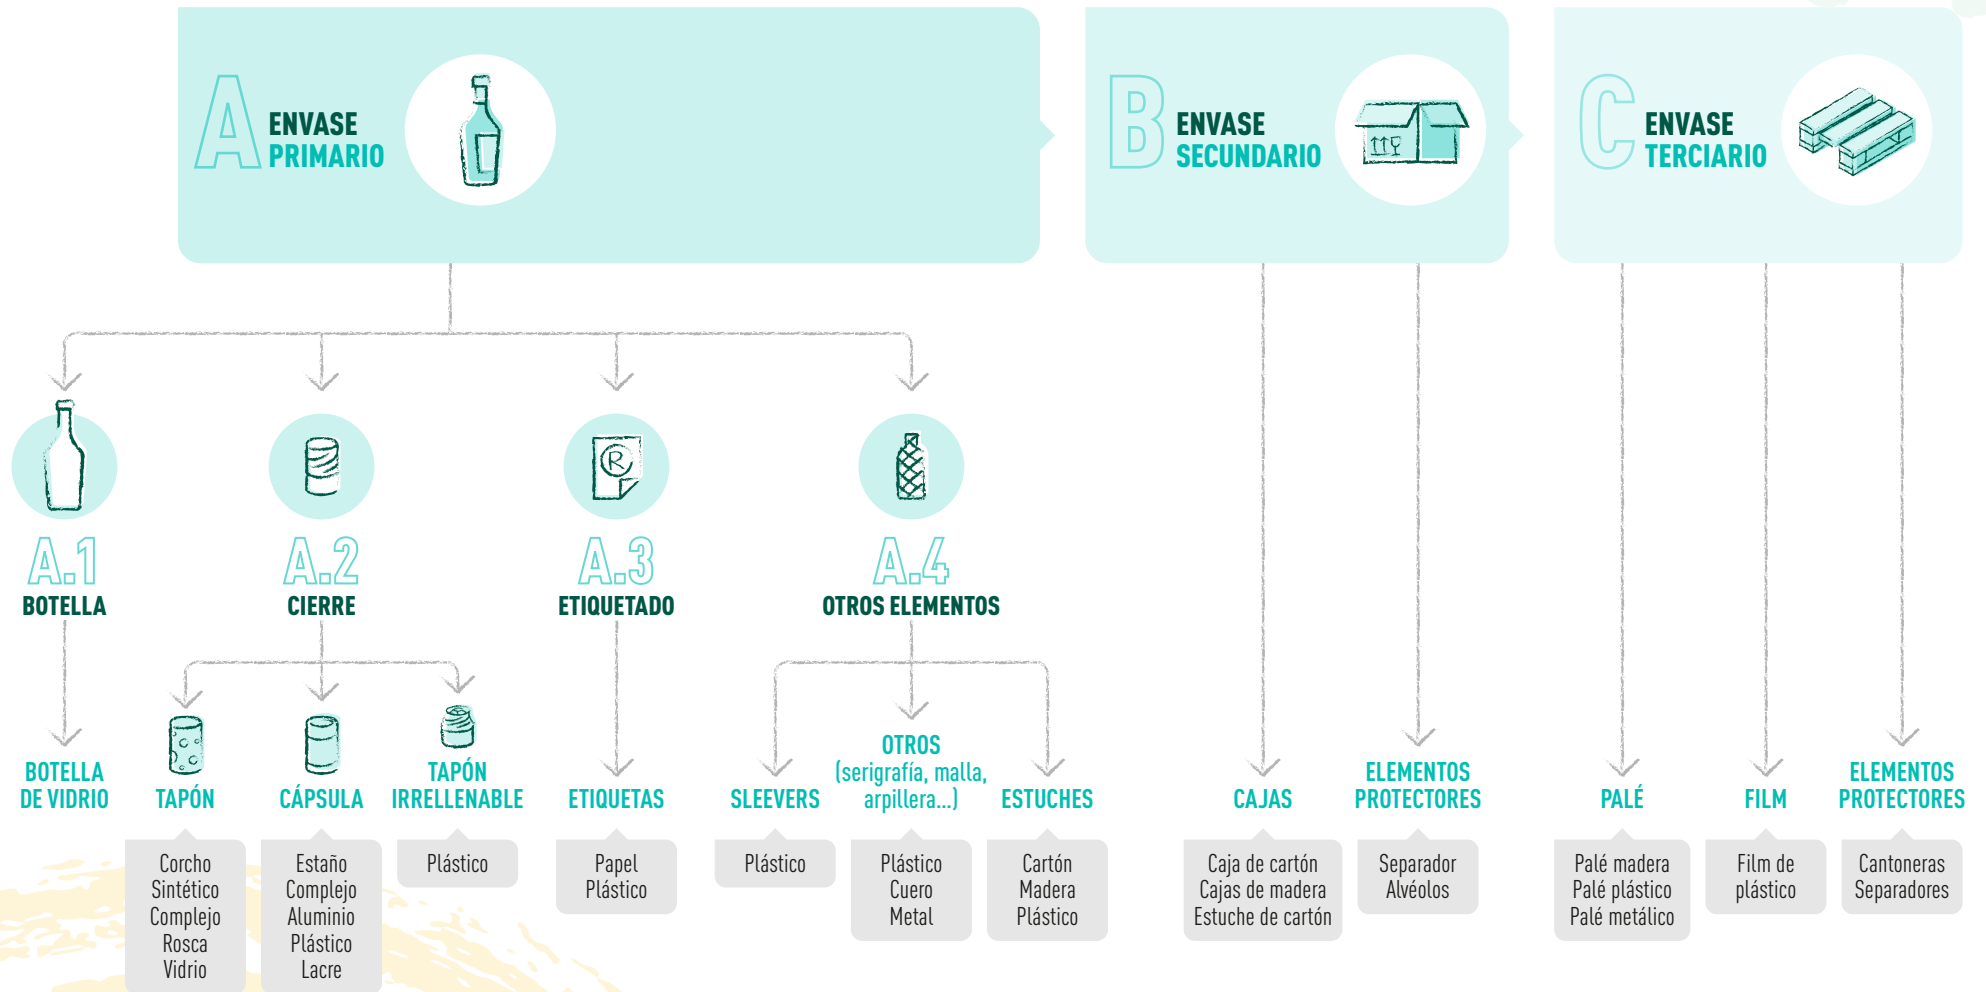 A
ENVASE
PRIMARIO
B
ENVASE
SECUNDARIO
C
ENVASE
TERCIARIO
R
A.1
BOTELLA
A.2
CIERRE
A.3
ETIQUETADO
A.4
OTROS ELEMENTOS
BOTELLA
DE VIDRIO
TAPÓN
CÁPSULA
TAPÓN
IRRELLENABLE
ETIQUETAS
SLEEVERS
OTROS
(serigrafía, malla,
arpillera...)
ESTUCHES
CAJAS
ELEMENTOS
PROTECTORES
PALÉ
FILM
ELEMENTOS
PROTECTORES
Corcho
Sintético
Complejo
Rosca
Vidrio
Estaño
Complejo
Aluminio
Plástico
Lacre
Plástico
Papel
Plástico
Plástico
Plástico
Cuero
Metal
Cartón
Madera
Plástico
Caja de cartón
Cajas de madera
Estuche de cartón
Separador
Alvéolos
Palé madera
Palé plástico
Palé metálico
Film de
plástico
Cantoneras
Separadores